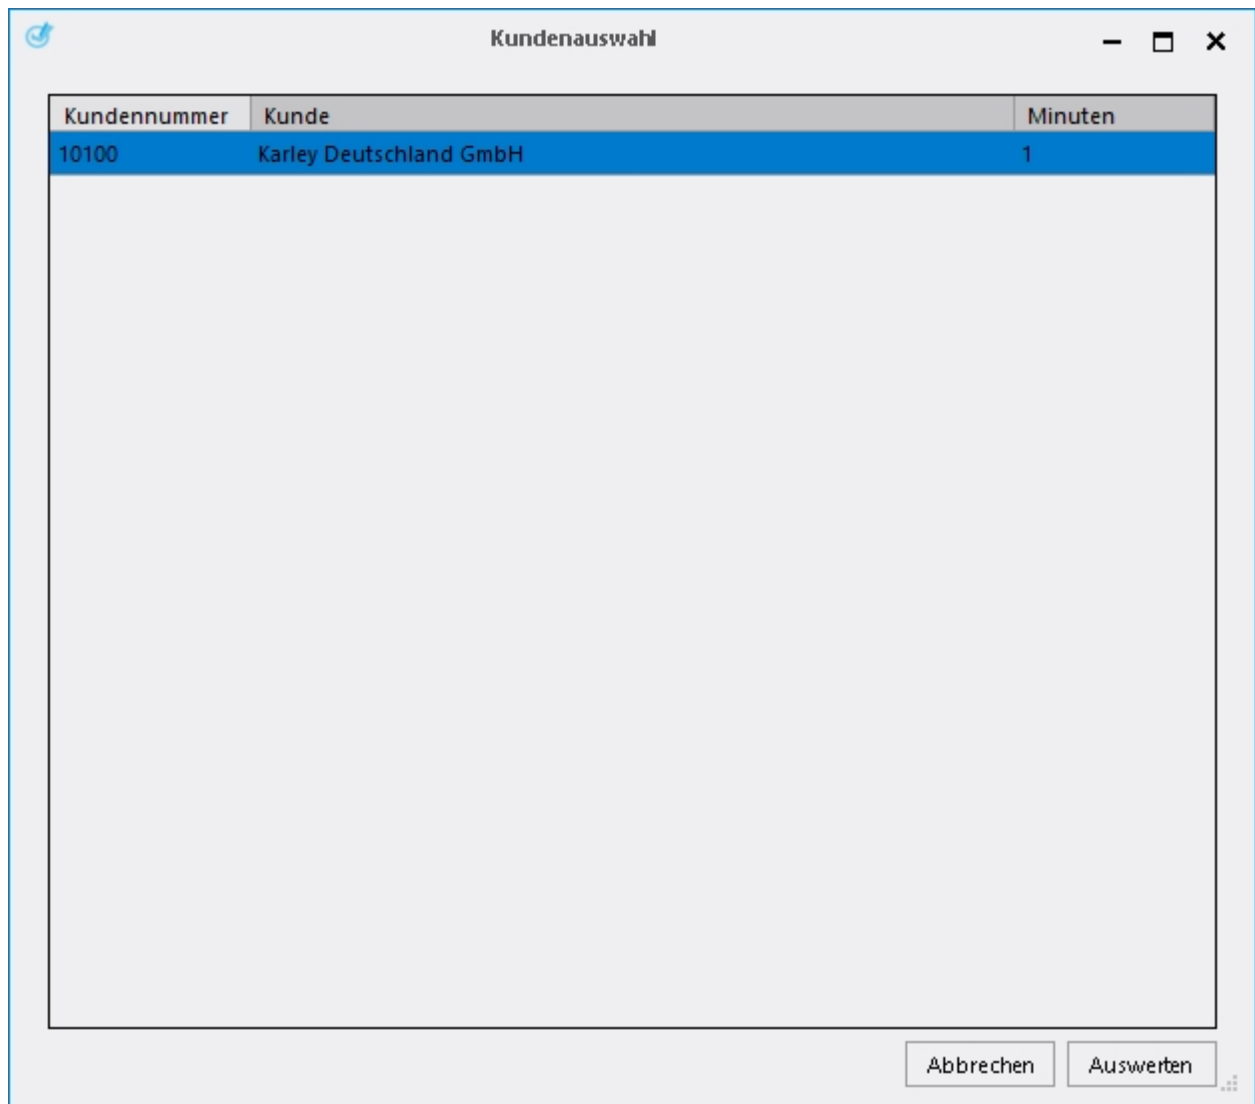 Kundenauswahl
Kundennummer Kunde Minuten
10100 Karley Deutschland GmbH 1
Abbrechen Auswerten